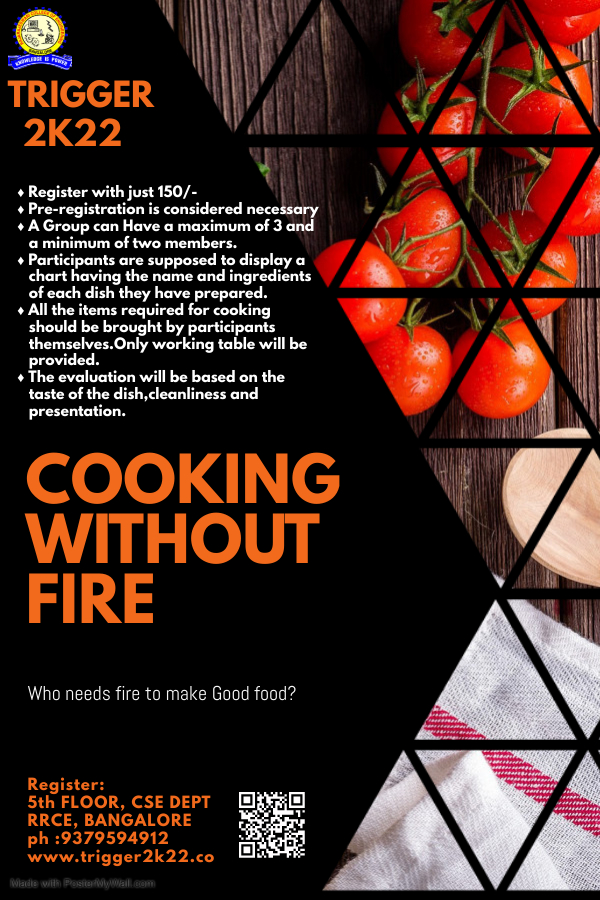 BANGALORE
KNOWLEDGE IS POWER
TRIGGER
2K22
♦ Register with just 150/-
♦ Pre-registration is considered necessary
♦ A Group can Have a maximum of 3 and
a minimum of two members.
♦ Participants are supposed to display a
chart having the name and ingredients
of each dish they have prepared.
♦ All the items required for cooking
should be brought by participants
themselves.Only working table will be
provided.
♦ The evaluation will be based on the
taste of the dish,cleanliness and
presentation.
COOKING
WITHOUT
FIRE
Who needs fire to make Good food?
Register:
5th FLOOR, CSE DEPT
RRCE, BANGALORE
ph :9379594912
www.trigger2k22.co
Made with PosterMyWall.com